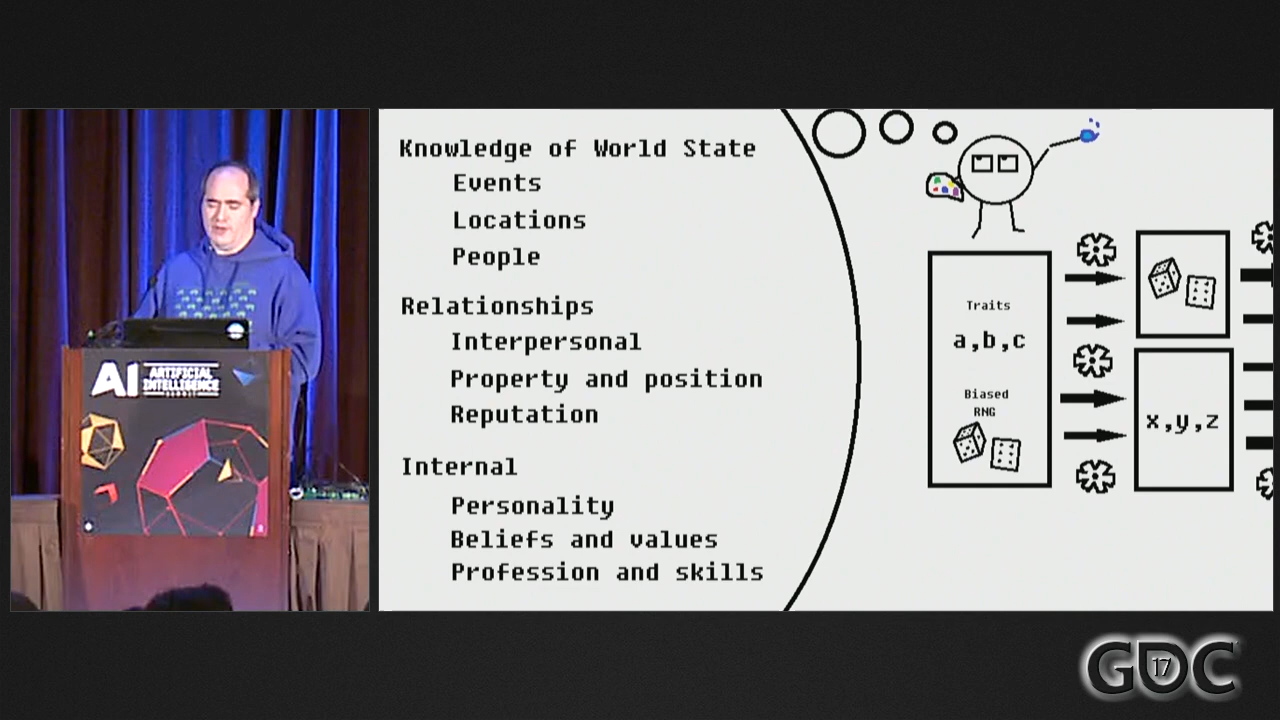 AI ARTIFICIAL
INTELLIGENCE
Knowledge of World State
Events
Locations
People
Relationships
Interpersonal
Property and position
Reputation
Internal
Personality
Beliefs and values
Profession and skills
Traits
a,b,c
Biased
RNG
x,y,z
GDC
17